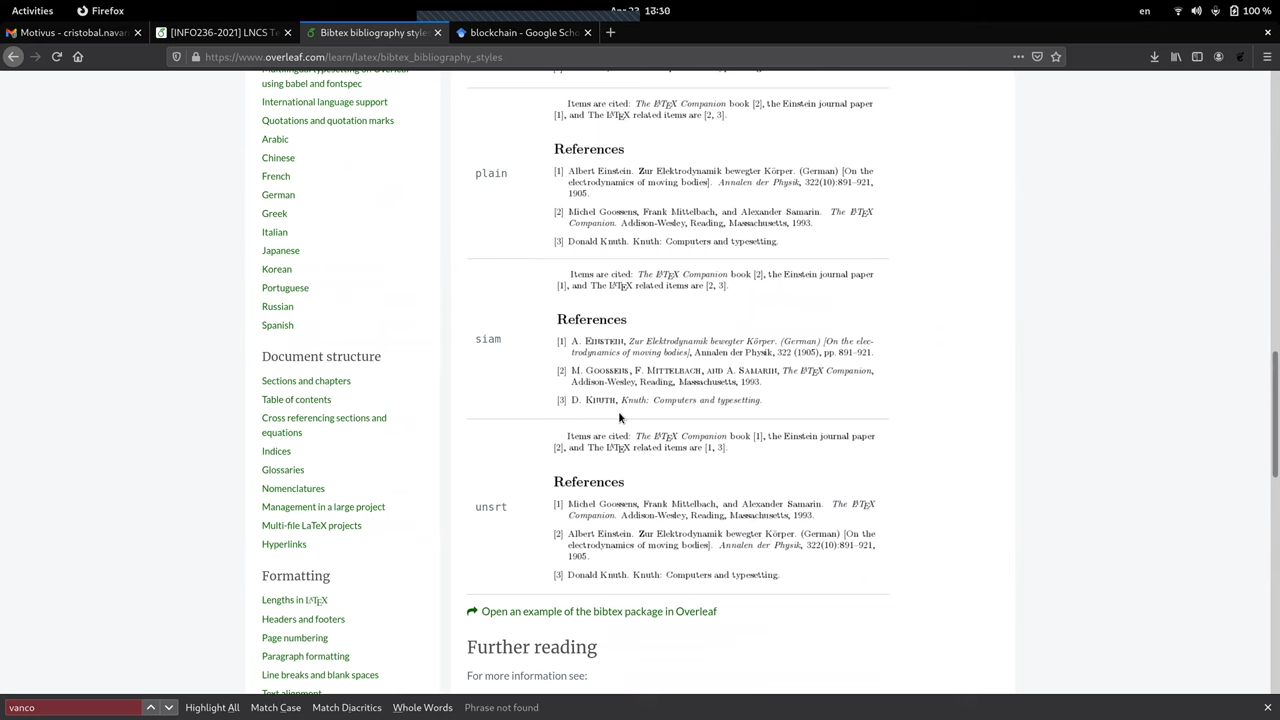 Activities
Firefox
Apr 23 13:30
en
100 %
Motivus - cristobal.navar
[INFO236-2021] LNCS Te
Bibtex bibliography style
blockchain - Google Scho
https://www.overleaf.com/learn/latex/bibtex_bibliography_styles
using babel and fontspec
International language support
Quotations and quotation marks
Arabic
Chinese
French
German
Greek
Italian
Japanese
Korean
Portuguese
Russian
Spanish
Document structure
Sections and chapters
Table of contents
Cross referencing sections and
equations
Indices
Glossaries
Nomenclatures
Management in a large project
Multi-file LaTeX projects
Hyperlinks
Formatting
Lengths in LATEX
Headers and footers
Page numbering
Paragraph formatting
Line breaks and blank spaces
Text alignment
Items are cited: The LATEX Companion book [2], the Einstein journal paper
[1], and The LATEX related items are [2, 3].
plain
References
[1] Albert Einstein. Zur Elektrodynamik bewegter Körper. (German) [On the
electrodynamics of moving bodies]. Annalen der Physik, 322(10):891–921,
1905.
[2] Michel Goossens, Frank Mittelbach, and Alexander Samarin. The LATEX
Companion. Addison-Wesley, Reading, Massachusetts, 1993.
[3] Donald Knuth. Knuth: Computers and typesetting.
Items are cited: The LATEX Companion book [2], the Einstein journal paper
[1], and The LATEX related items are [2, 3].
siam
References
[1] A. Einstein, Zur Elektrodynamik bewegter Körper. (German) [On the elec-
trodynamics of moving bodies], Annalen der Physik, 322 (1905), pp. 891–921.
[2] M. Goossens, F. Mittelbach, and A. Samarin, The LATEX Companion,
Addison-Wesley, Reading, Massachusetts, 1993.
[3] D. Knuth, Knuth: Computers and typesetting.
Items are cited: The LATEX Companion book [1], the Einstein journal paper
[2], and The LATEX related items are [1, 3].
unsrt
References
[1] Michel Goossens, Frank Mittelbach, and Alexander Samarin. The LATEX
Companion. Addison-Wesley, Reading, Massachusetts, 1993.
[2] Albert Einstein. Zur Elektrodynamik bewegter Körper. (German) [On the
electrodynamics of moving bodies]. Annalen der Physik, 322(10):891–921,
1905.
[3] Donald Knuth. Knuth: Computers and typesetting.
Open an example of the bibtex package in Overleaf
Further reading
For more information see:
vanco
Highlight All
Match Case
Match Diacritics
Whole Words
Phrase not found